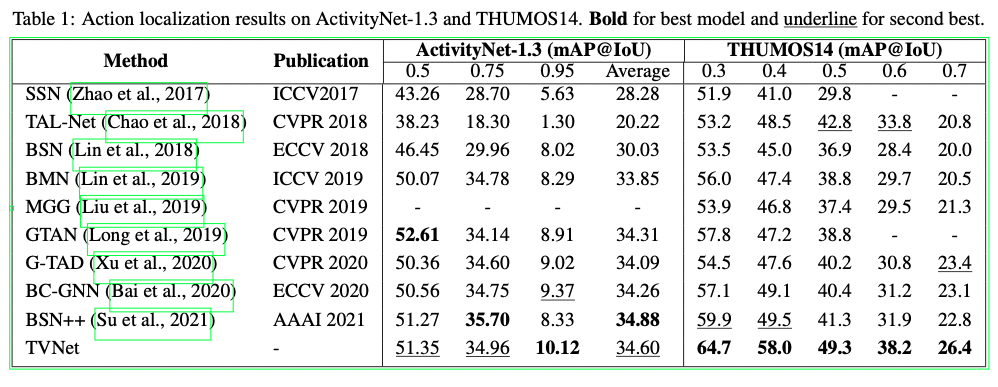 Table 1: Action localization results on ActivityNet-1.3 and THUMOS14. Bold for best model and underline for second best.
Method Publication ActivityNet-1.3 (mAP@IoU) THUMOS14 (mAP@IoU)
0.5 0.75 0.95 Average 0.3 0.4 0.5 0.6 0.7
SSN (Zhao et al., 2017) ICCV2017 43.26 28.70 5.63 28.28 51.9 41.0 29.8 - -
TAL-Net (Chao et al., 2018) CVPR 2018 38.23 18.30 1.30 20.22 53.2 48.5 42.8 33.8 20.8
BSN (Lin et al., 2018) ECCV 2018 46.45 29.96 8.02 30.03 53.5 45.0 36.9 28.4 20.0
BMN (Lin et al., 2019) ICCV 2019 50.07 34.78 8.29 33.85 56.0 47.4 38.8 29.7 20.5
MGG (Liu et al., 2019) CVPR 2019 - - - - 53.9 46.8 37.4 29.5 21.3
GTAN (Long et al., 2019) CVPR 2019 52.61 34.14 8.91 34.31 57.8 47.2 38.8 - -
G-TAD (Xu et al., 2020) CVPR 2020 50.36 34.60 9.02 34.09 54.5 47.6 40.2 30.8 23.4
BC-GNN (Bai et al., 2020) ECCV 2020 50.56 34.75 9.37 34.26 57.1 49.1 40.4 31.2 23.1
BSN++ (Su et al., 2021) AAAI 2021 51.27 35.70 8.33 34.88 59.9 49.5 41.3 31.9 22.8
TVNet - 51.35 34.96 10.12 34.60 64.7 58.0 49.3 38.2 26.4